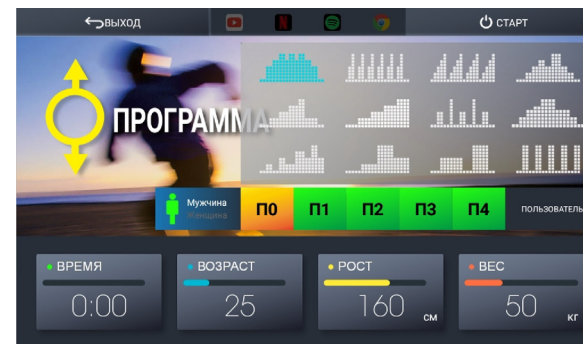 ВЫХОД
СТАРТ
ПРОГРАММА
Мужчина
Женщина
П0 П1 П2 П3 П4 ПОЛЬЗОВАТЕЛЬ
ВРЕМЯ ВОЗРАСТ РОСТ ВЕС
0:00 25 160 СМ 50 КГ